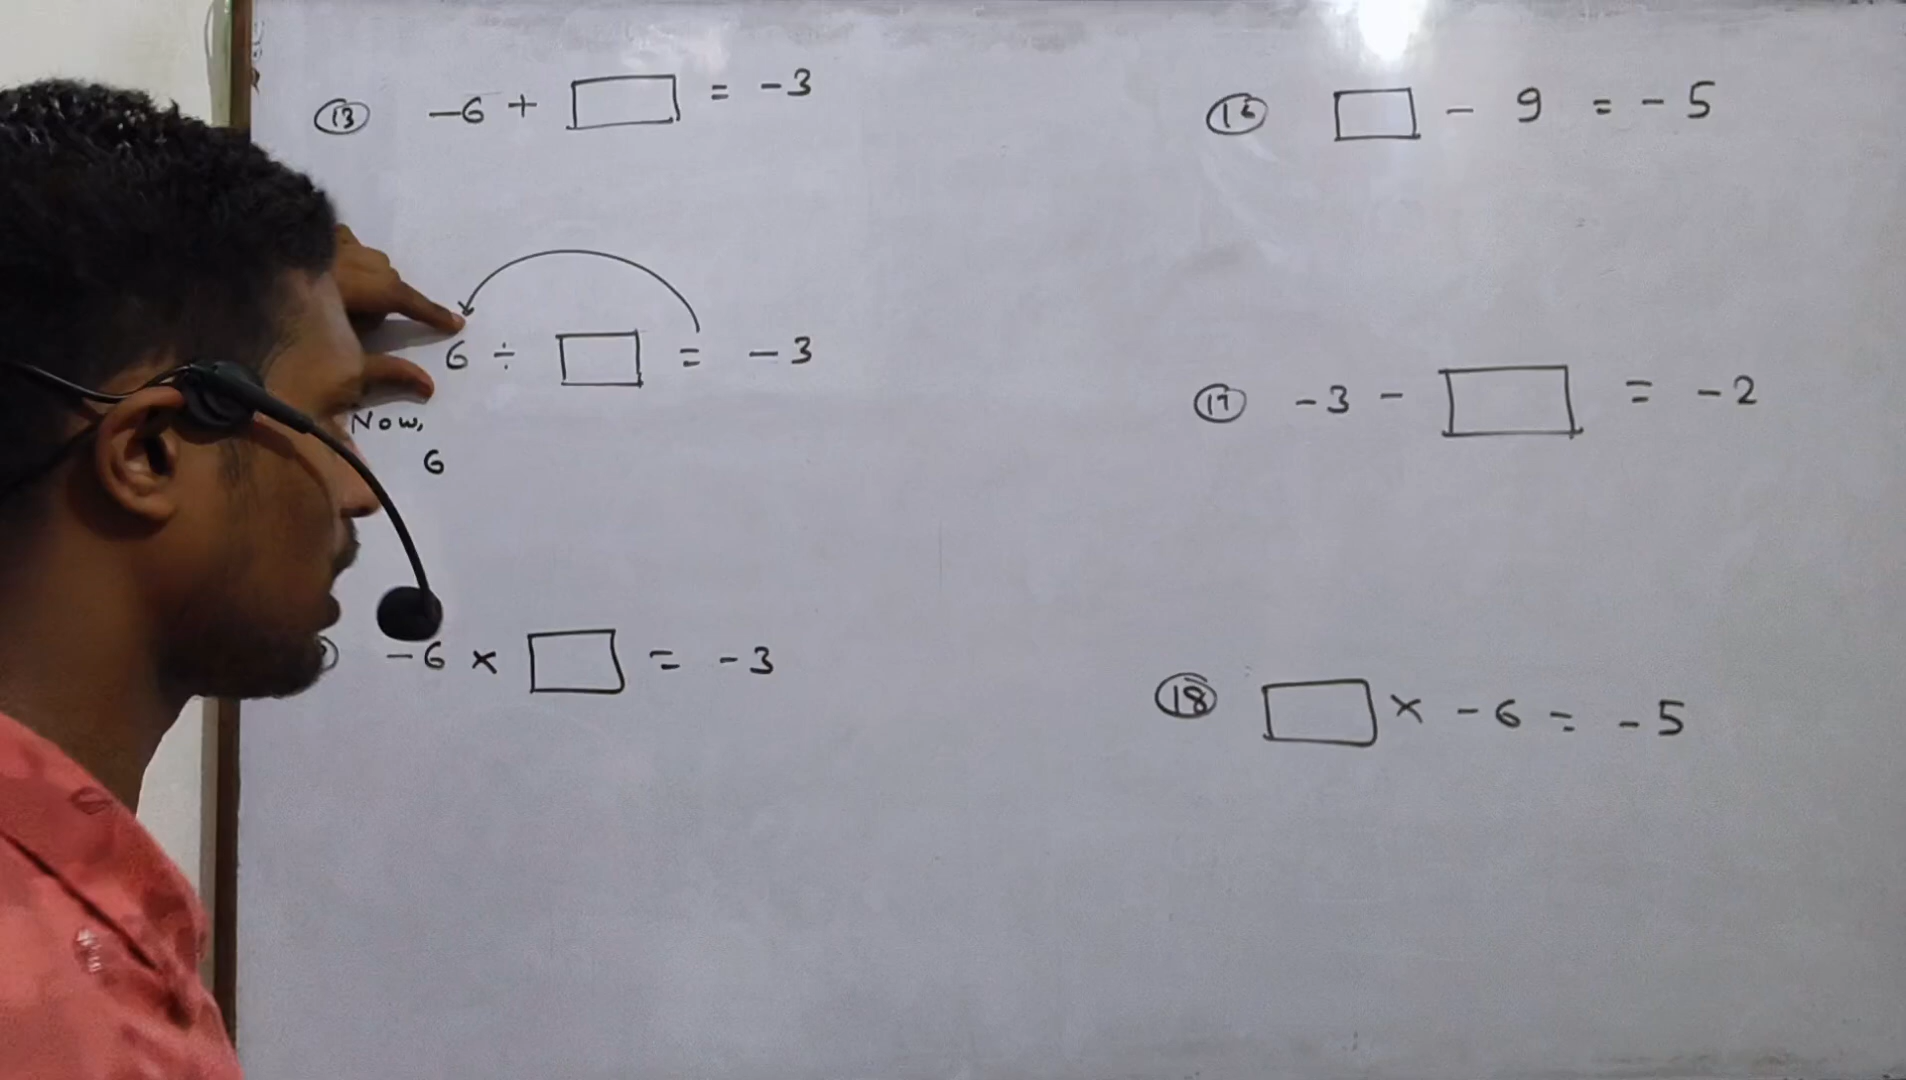 13 -6 + □ = -3
6 ÷ □ = -3
Now,
6
-6 × □ = -3
16 □ - 9 = -5
17 -3 - □ = -2
18 □ × -6 = -5